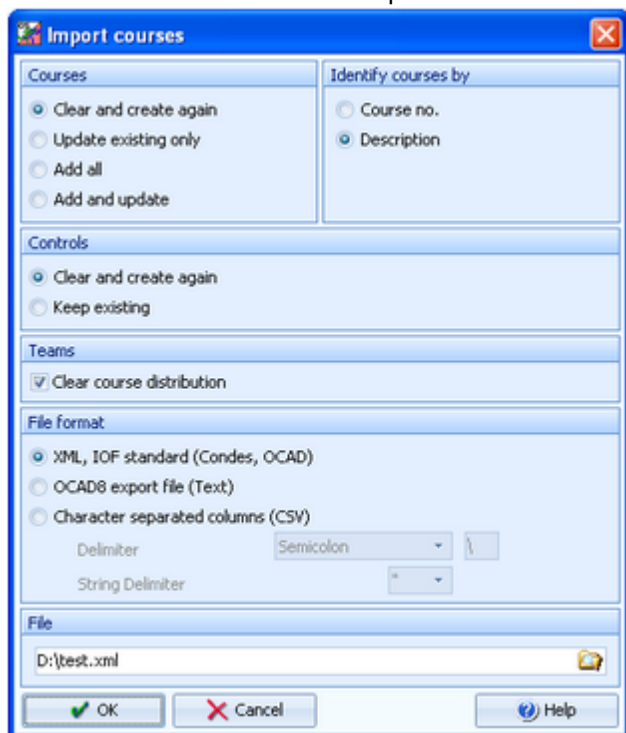 Import courses
Courses
Clear and create again
Update existing only
Add all
Add and update
Identify courses by
Course no.
Description
Controls
Clear and create again
Keep existing
Teams
Clear course distribution
File format
XML, IOF standard (Condes, OCAD)
OCAD8 export file (Text)
Character separated columns (CSV)
Delimiter Semicolon \
String Delimiter "
File
D:\test.xml
OK Cancel Help